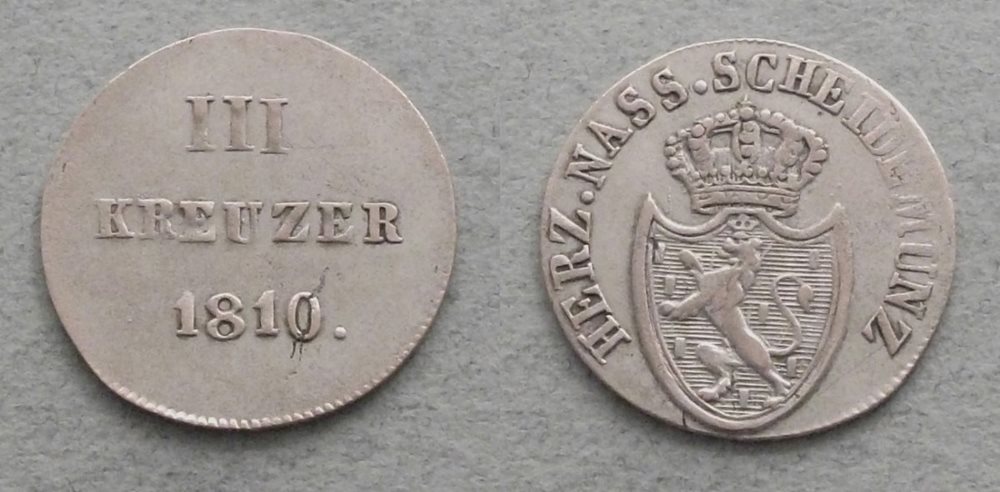 III
KREUZER
1810.
HERZ.NASS.SCHEIDEMUNZ